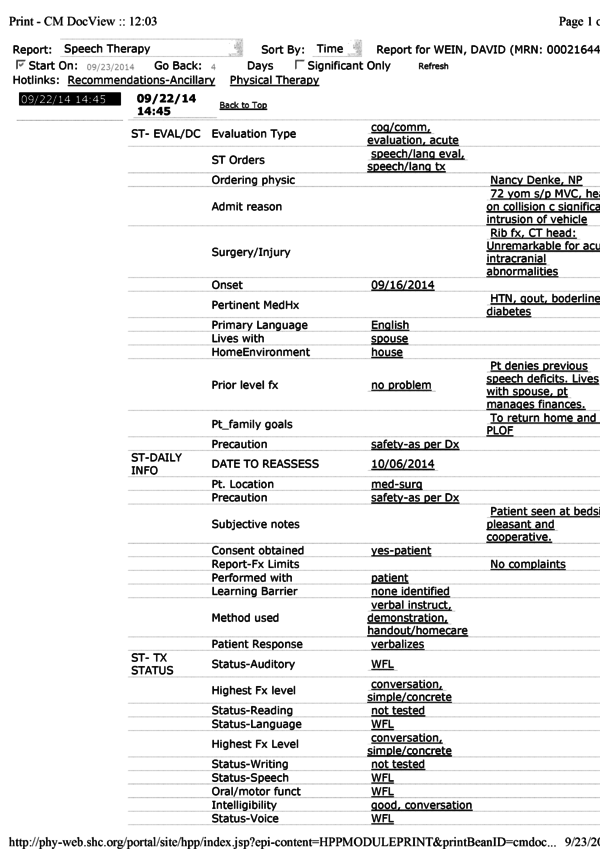 Print - CM DocView :: 12:03 Page 1
Report: Speech Therapy Sort By: Time Report for WEIN, DAVID (MRN: 00021644
Start On: 09/23/2014 Go Back: 4 Days Significant Only Refresh
Hotlinks: Recommendations-Ancillary Physical Therapy
09/22/14 14:45 09/22/14 Back to Top
14:45
ST- EVAL/DC Evaluation Type cog/comm,
evaluation, acute
ST Orders speech/lang eval,
speech/lang tx
Ordering physic Nancy Denke, NP
Admit reason 72 yom s/p MVC, hea
on collision c significa
intrusion of vehicle
Surgery/Injury Rib fx, CT head:
Unremarkable for acu
intracranial
abnormalities
Onset 09/16/2014
Pertinent MedHx HTN, gout, boderline
diabetes
Primary Language English
Lives with spouse
HomeEnvironment house
Prior level fx no problem Pt denies previous
speech deficits. Lives
with spouse, pt
manages finances.
Pt_family goals To return home and
PLOF
Precaution safety-as per Dx
ST-DAILY INFO DATE TO REASSESS 10/06/2014
Pt. Location med-surg
Precaution safety-as per Dx
Subjective notes Patient seen at bedsi
pleasant and
cooperative.
Consent obtained yes-patient
Report-Fx Limits No complaints
Performed with patient
Learning Barrier none identified
Method used verbal instruct,
demonstration,
handout/homecare
Patient Response verbalizes
ST- TX STATUS Status-Auditory WFL
Highest Fx level conversation,
simple/concrete
Status-Reading not tested
Status-Language WFL
Highest Fx Level conversation,
simple/concrete
Status-Writing not tested
Status-Speech WFL
Oral/motor funct WFL
Intelligibility good, conversation
Status-Voice WFL
http://phy-web.shc.org/portal/site/hpp/index.jsp?epi-content=HPPMODULEPRINT&printBeanID=cmdoc... 9/23/20